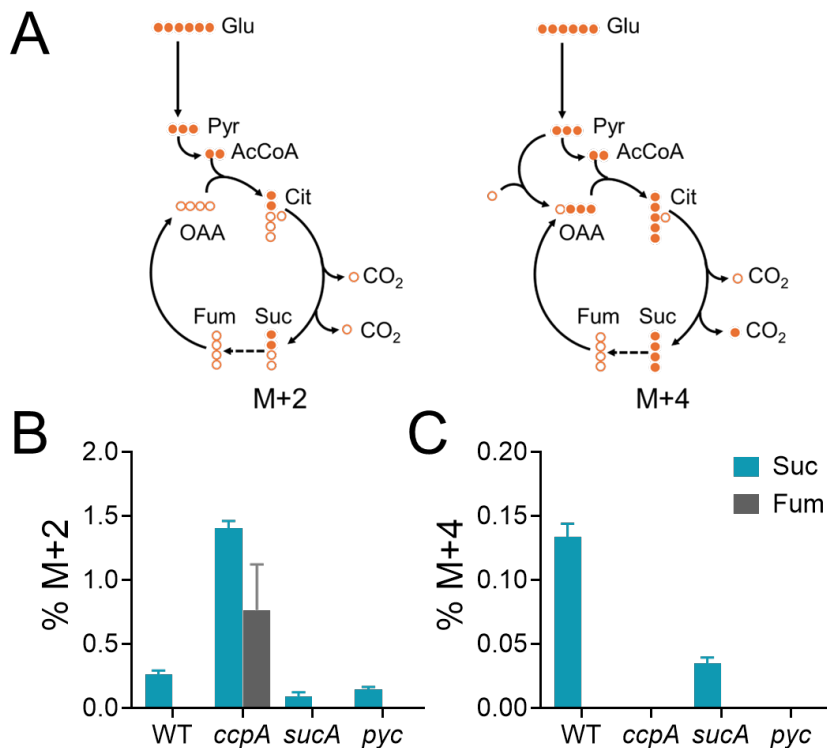 A
Glu
Pyr
AcCoA
Cit
OAA
CO2
Fum
Suc
CO2
M+2
Glu
Pyr
AcCoA
Cit
OAA
CO2
Fum
Suc
CO2
M+4
B
% M+2
2.0
1.5
1.0
0.5
0.0
WT ccpA sucA pyc
C
% M+4
0.20
0.15
0.10
0.05
0.00
Suc
Fum
WT ccpA sucA pyc